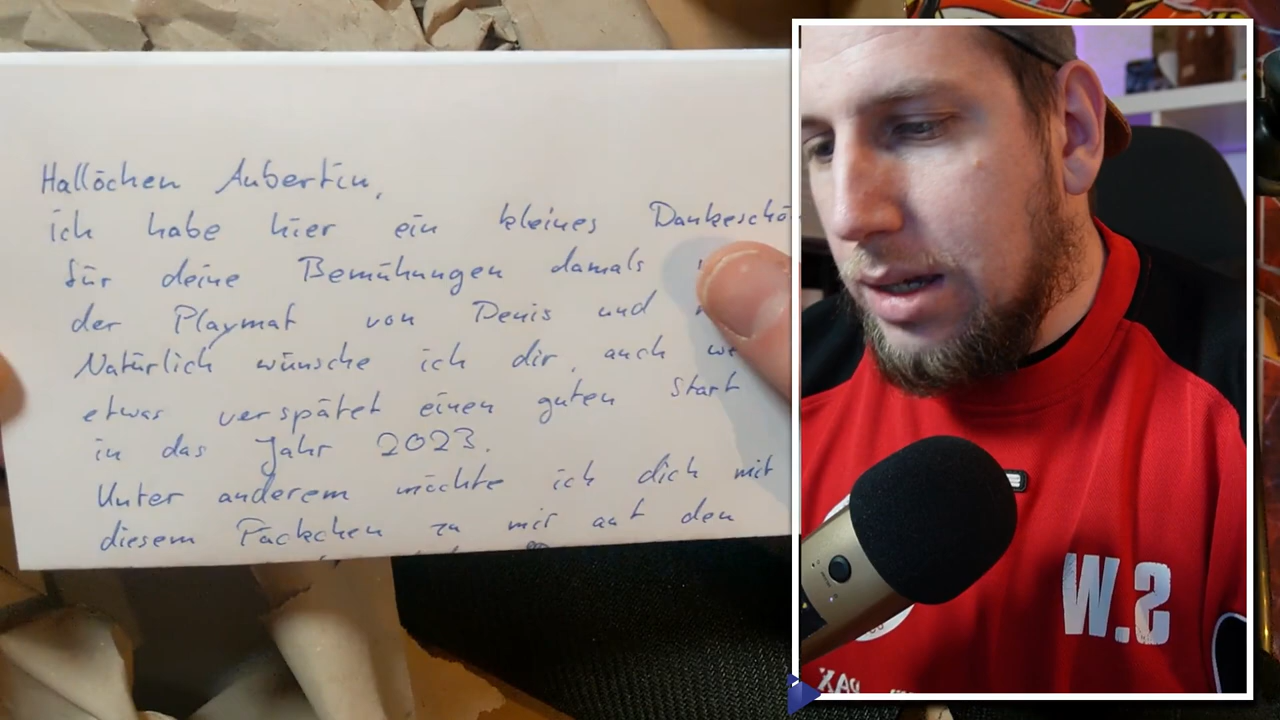 Hallöchen Aubertin,
ich habe hier ein kleines Dankeschö
für deine Bemühungen damals
der Playmat von Denis und
Natürlich wünsche ich dir, auch we
etwas verspätet einen guten Start
in das Jahr 2023.
Unter anderem möchte ich dich mit
diesem Päckchen zu mir auf den
W.S